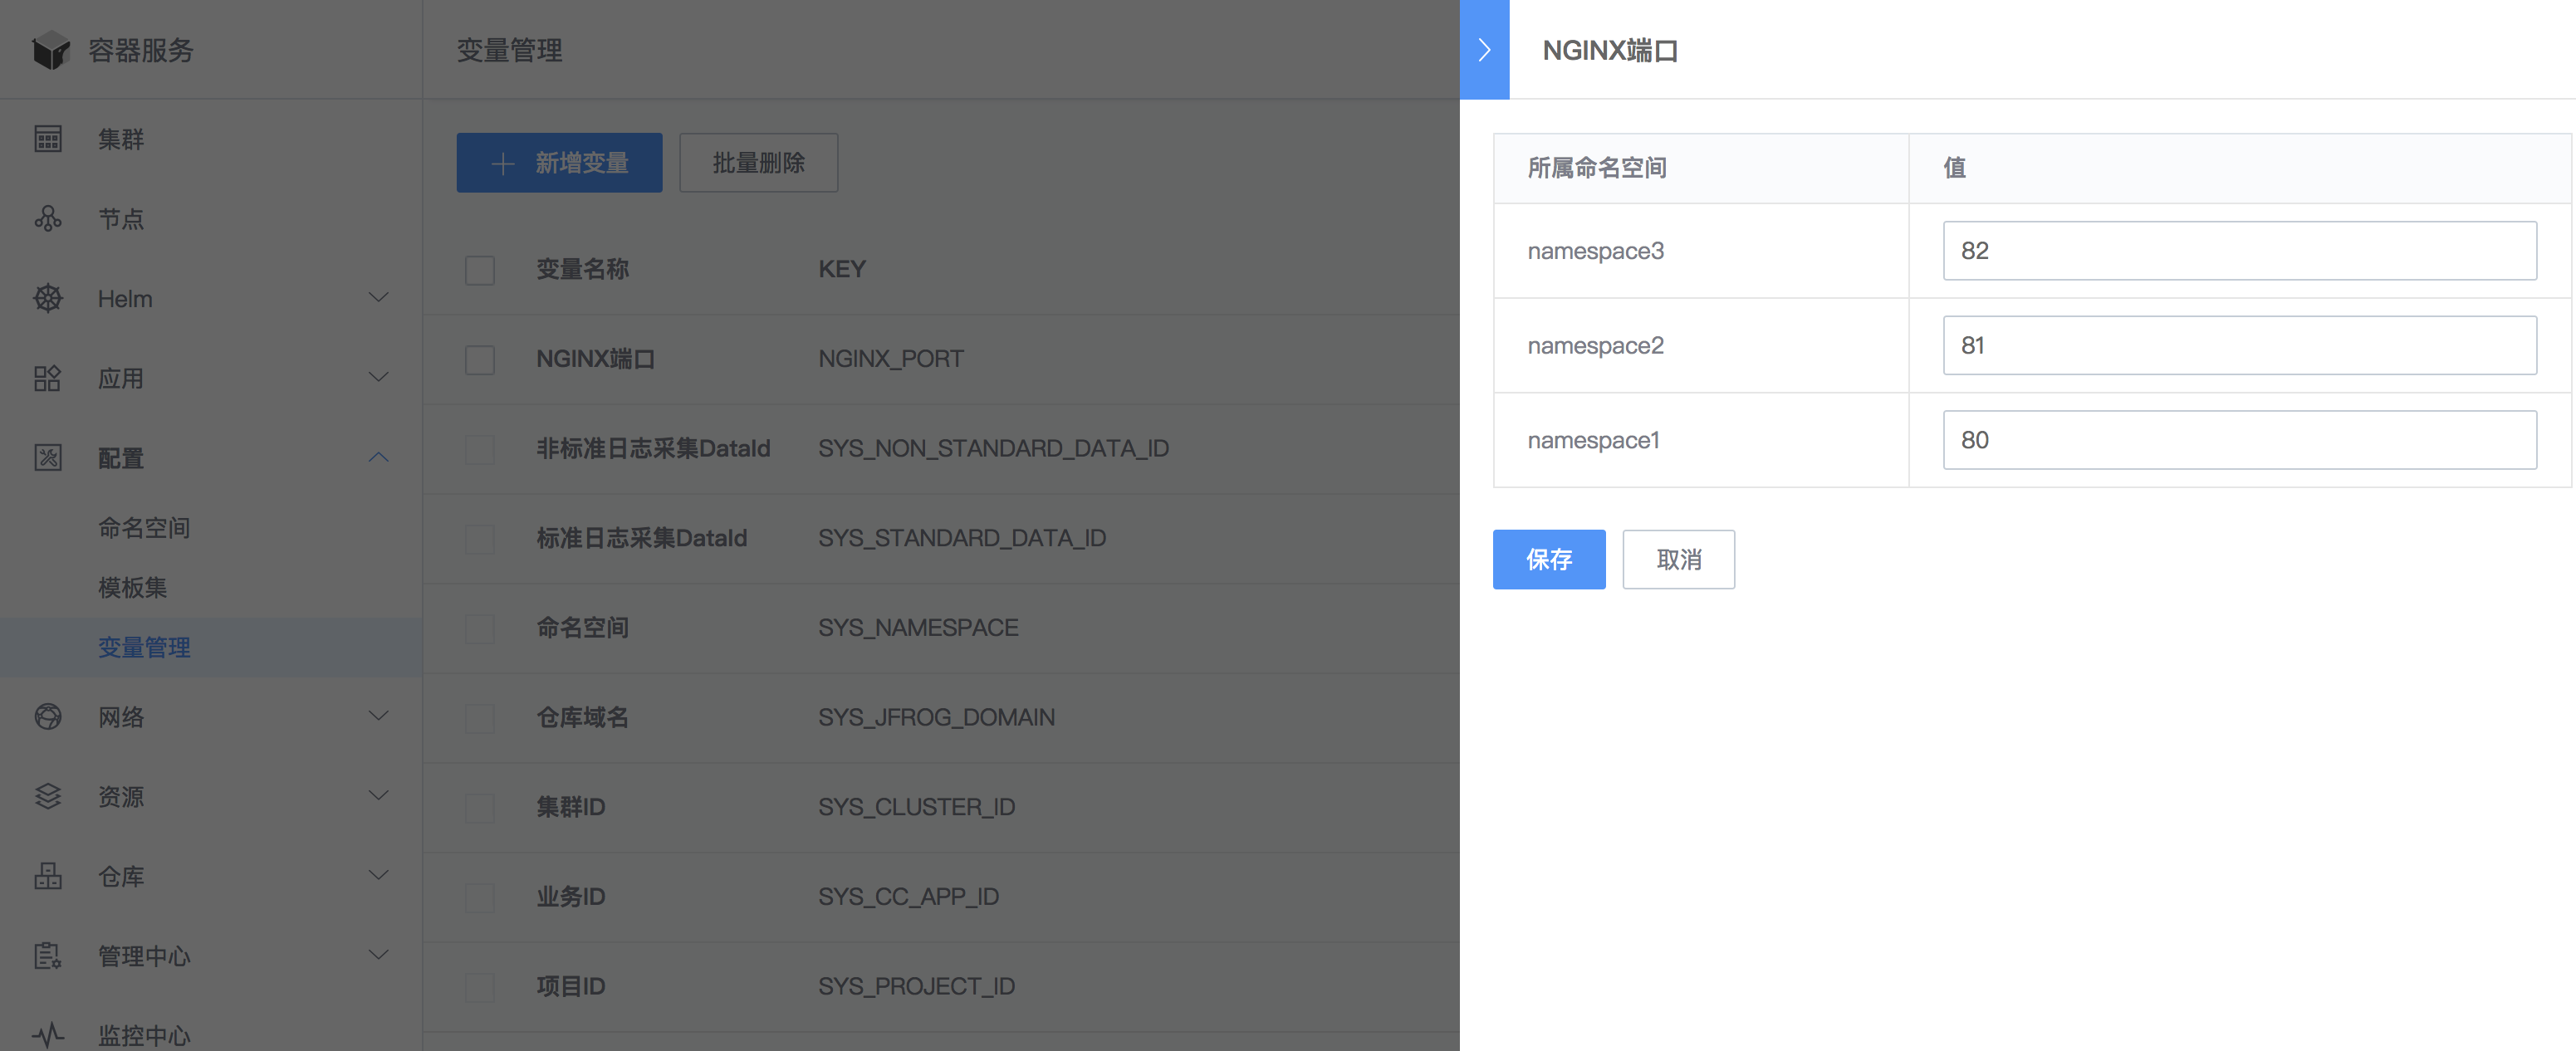 容器服务
集群
节点
Helm
应用
配置
命名空间
模板集
变量管理
网络
资源
仓库
管理中心
监控中心
变量管理
新增变量 批量删除
变量名称 KEY
NGINX端口 NGINX_PORT
非标准日志采集DataId SYS_NON_STANDARD_DATA_ID
标准日志采集DataId SYS_STANDARD_DATA_ID
命名空间 SYS_NAMESPACE
仓库域名 SYS_JFROG_DOMAIN
集群ID SYS_CLUSTER_ID
业务ID SYS_CC_APP_ID
项目ID SYS_PROJECT_ID
NGINX端口
所属命名空间 值
namespace3 82
namespace2 81
namespace1 80
保存 取消